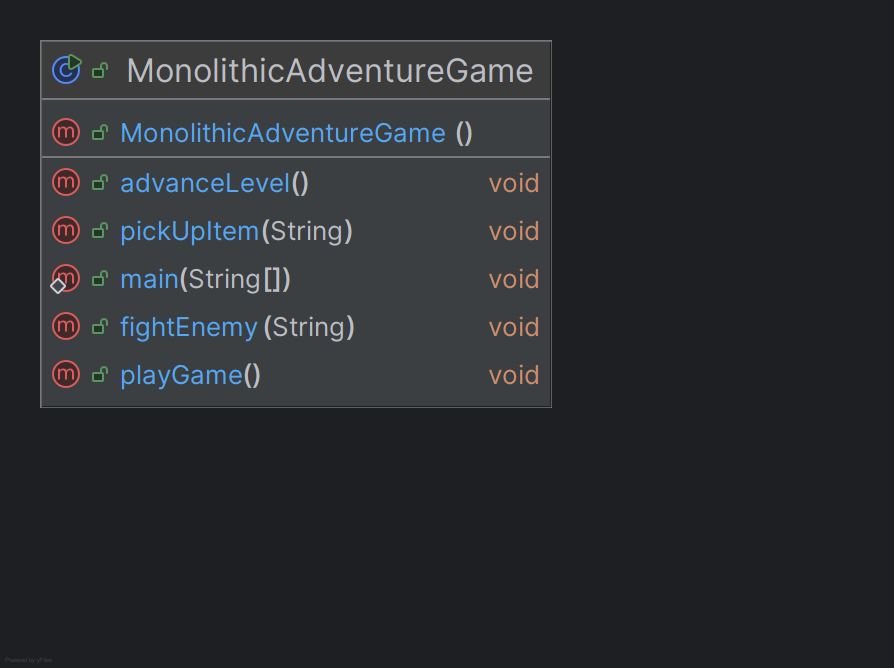 MonolithicAdventureGame
MonolithicAdventureGame ()
advanceLevel() void
pickUpItem(String) void
main(String[]) void
fightEnemy (String) void
playGame() void
Powered by yFiles